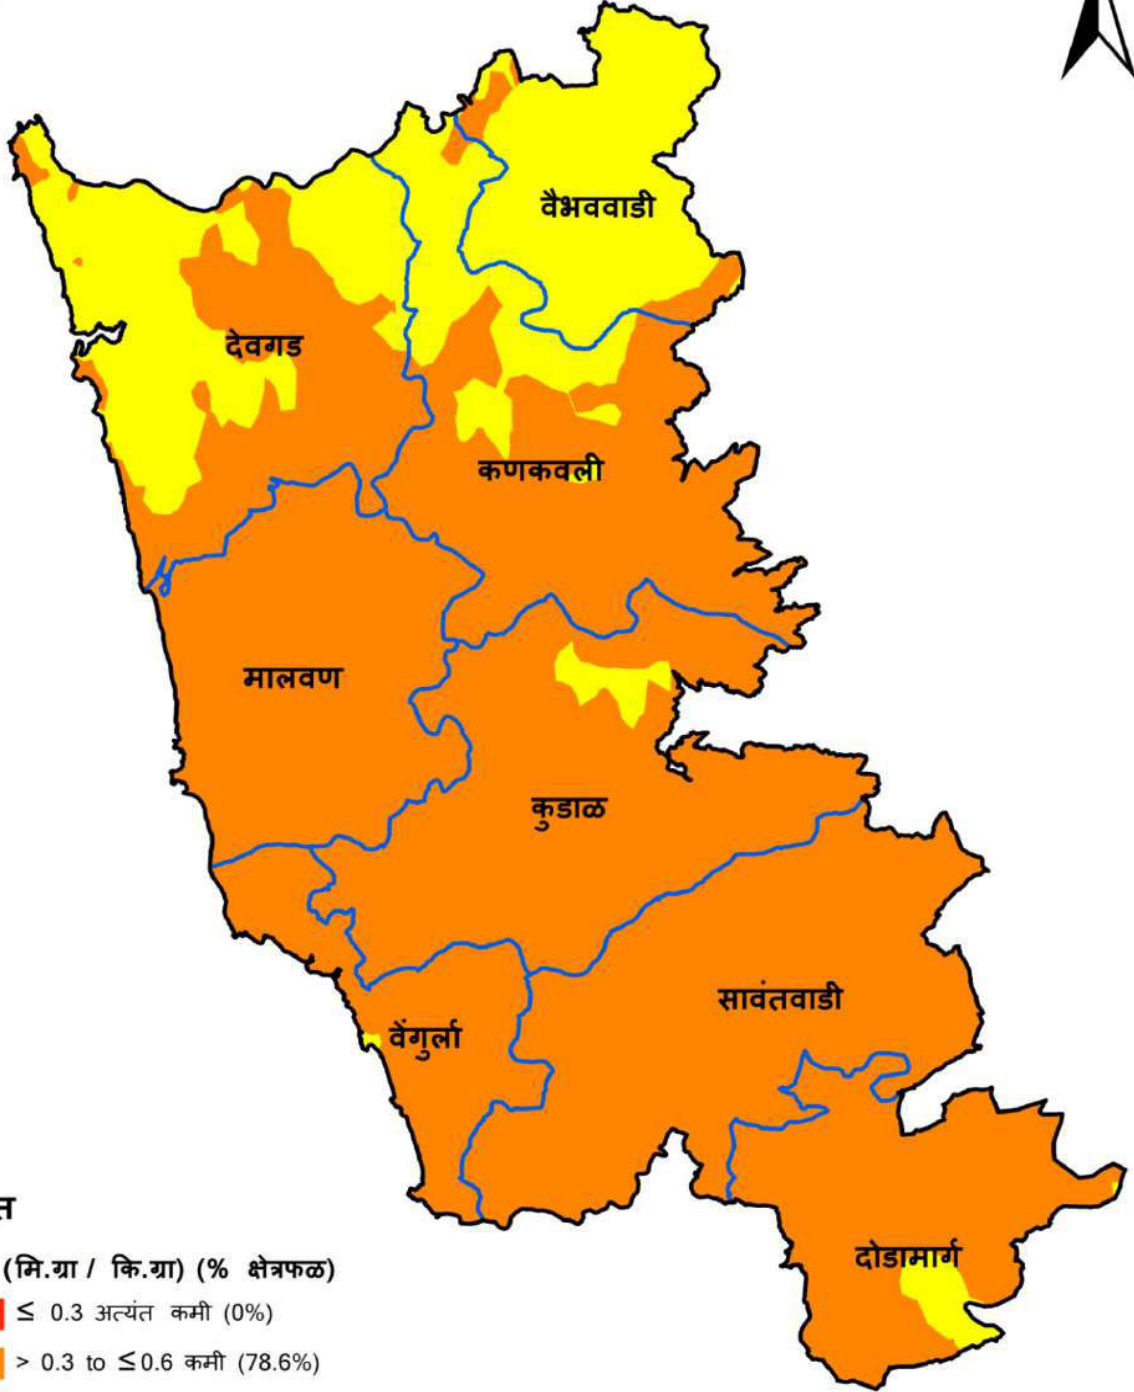 वैभववाडी
देवगड
कणकवली
मालवण
कुडाळ
सावंतवाडी
वेंगुर्ला
दोडामार्ग
(मि.ग्रा / कि.ग्रा) (% क्षेत्रफळ)
≤ 0.3 अत्यंत कमी (0%)
> 0.3 to ≤0.6 कमी (78.6%)